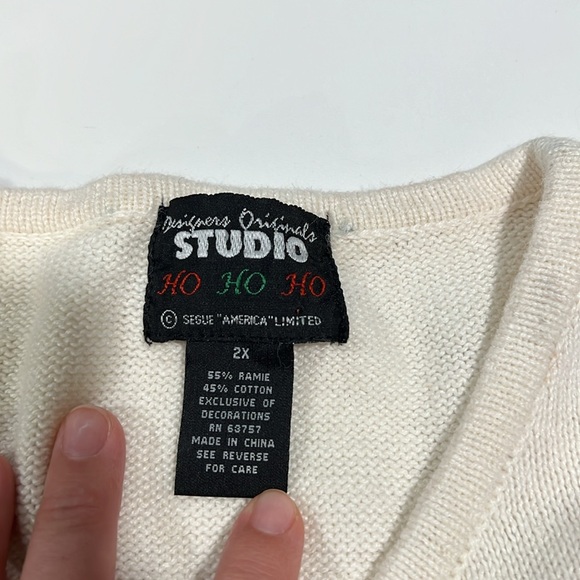 Designers Originals
STUDIO
HO HO HO
© SEGUE "AMERICA" LIMITED
2X
55% RAMIE
45% COTTON
EXCLUSIVE OF
DECORATIONS
RN 63757
MADE IN CHINA
SEE REVERSE
FOR CARE